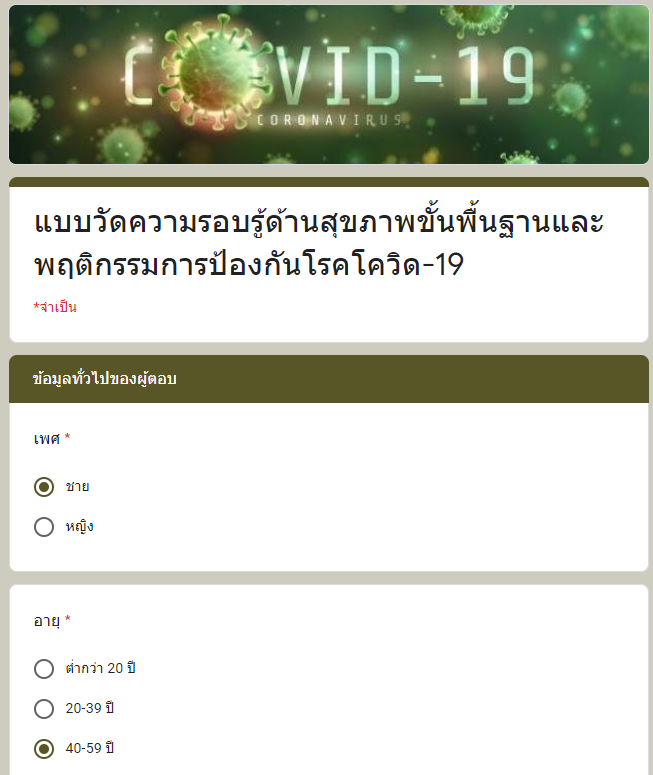 COVID-19
CORONAVIRUS
แบบวัดความรอบรู้ด้านสุขภาพขั้นพื้นฐานและ
พฤติกรรมการป้องกันโรคโควิด-19
*จำเป็น
ข้อมูลทั่วไปของผู้ตอบ
เพศ *
ชาย
หญิง
อายุ *
ต่ำกว่า 20 ปี
20-39 ปี
40-59 ปี